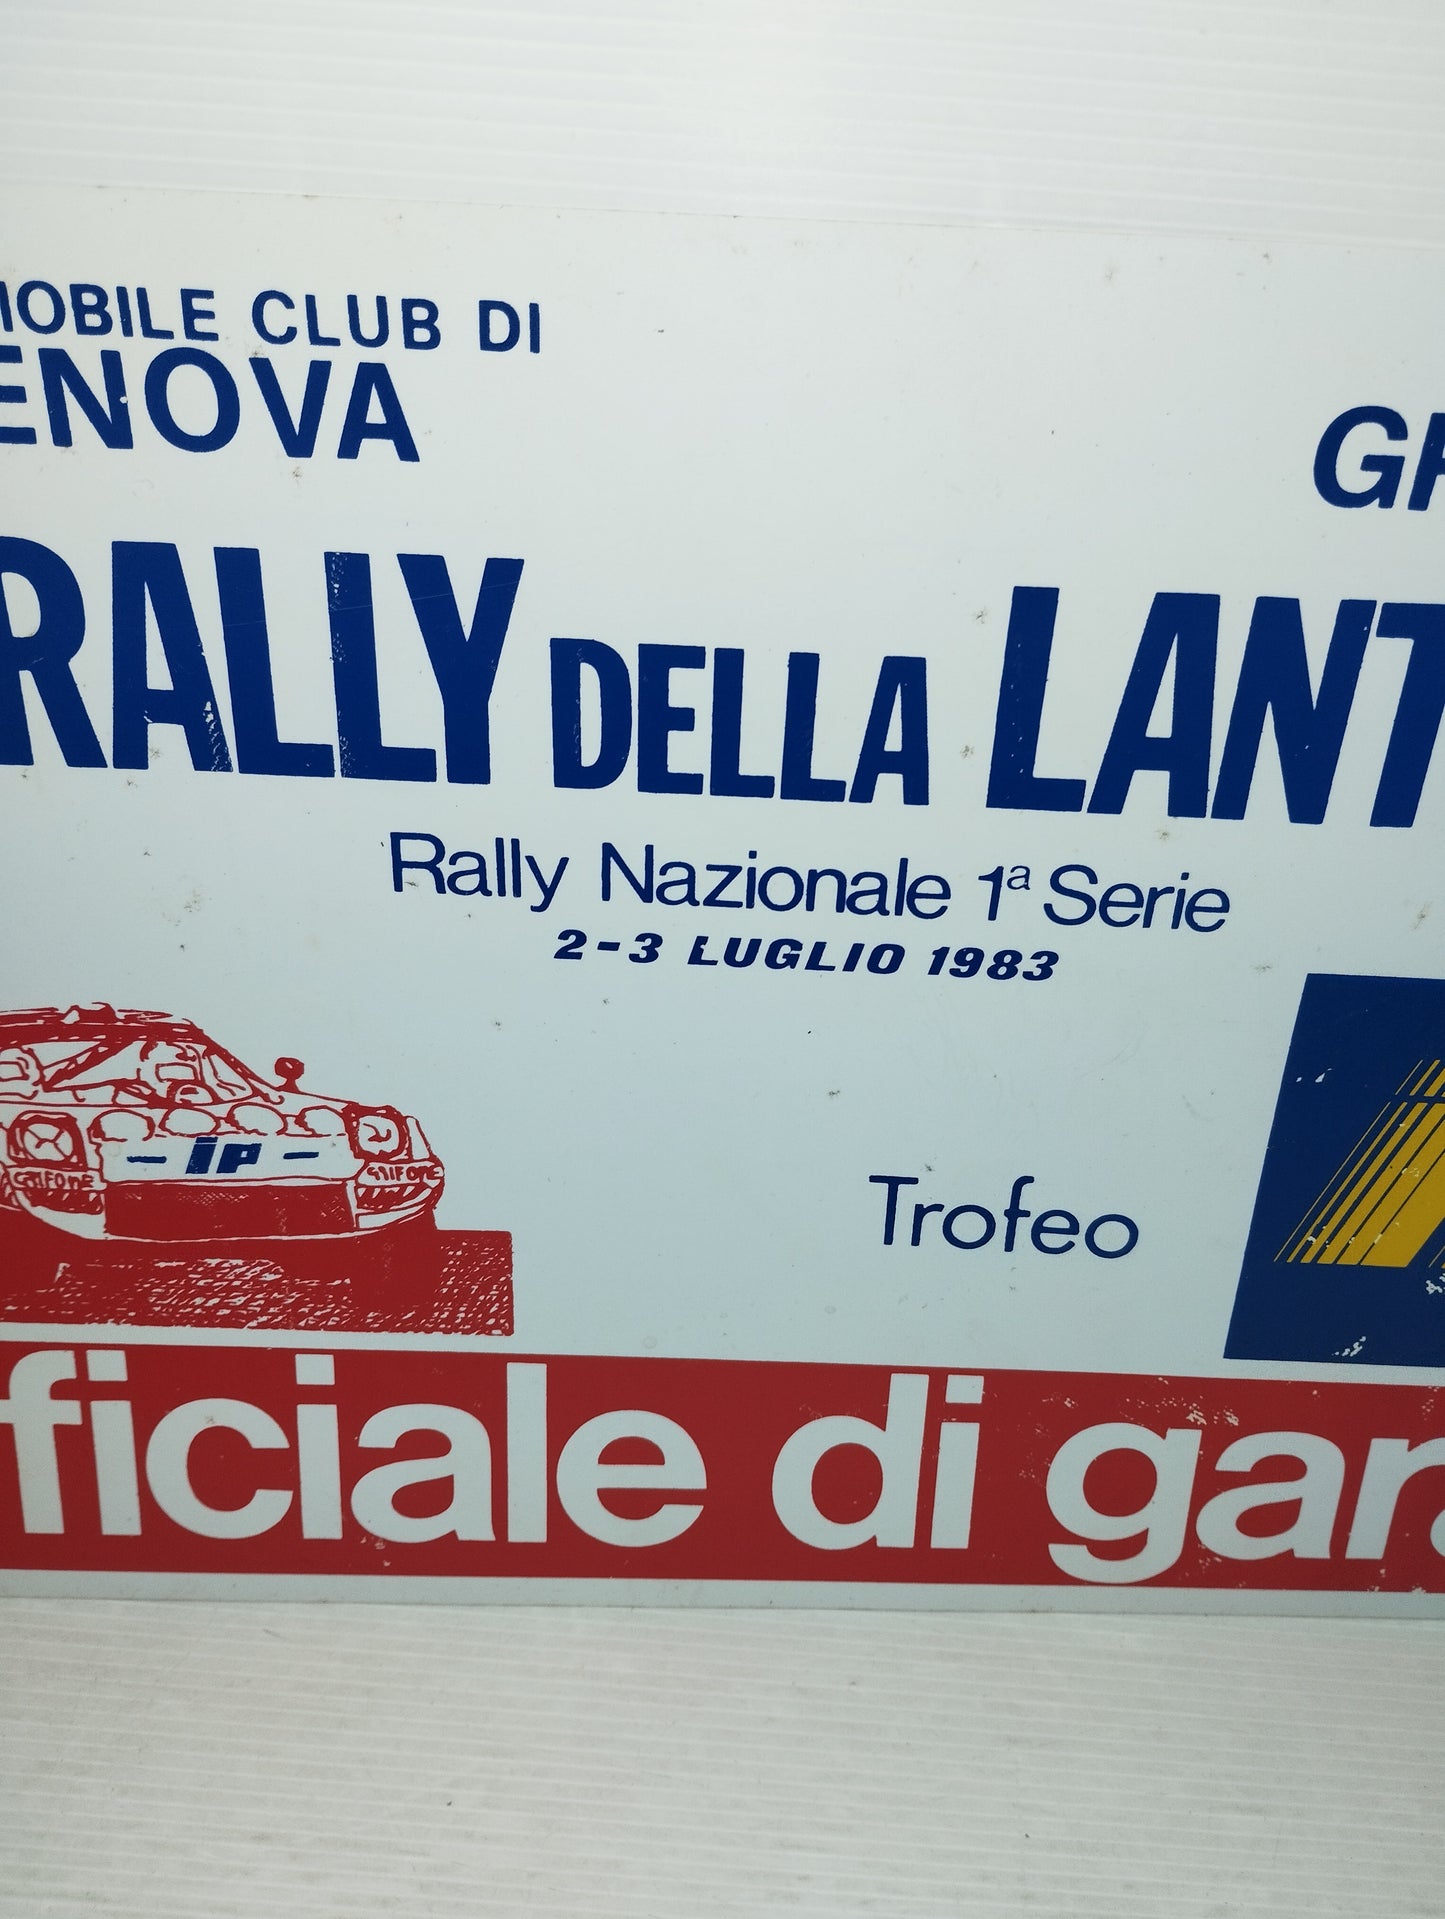 MOBILE CLUB DI
ENOVA
GR
RALLY DELLA LANT
Rally Nazionale 1ª Serie
2-3 LUGLIO 1983
- iP -
GRIFONE GRIFONE
Trofeo
ficiale di gara